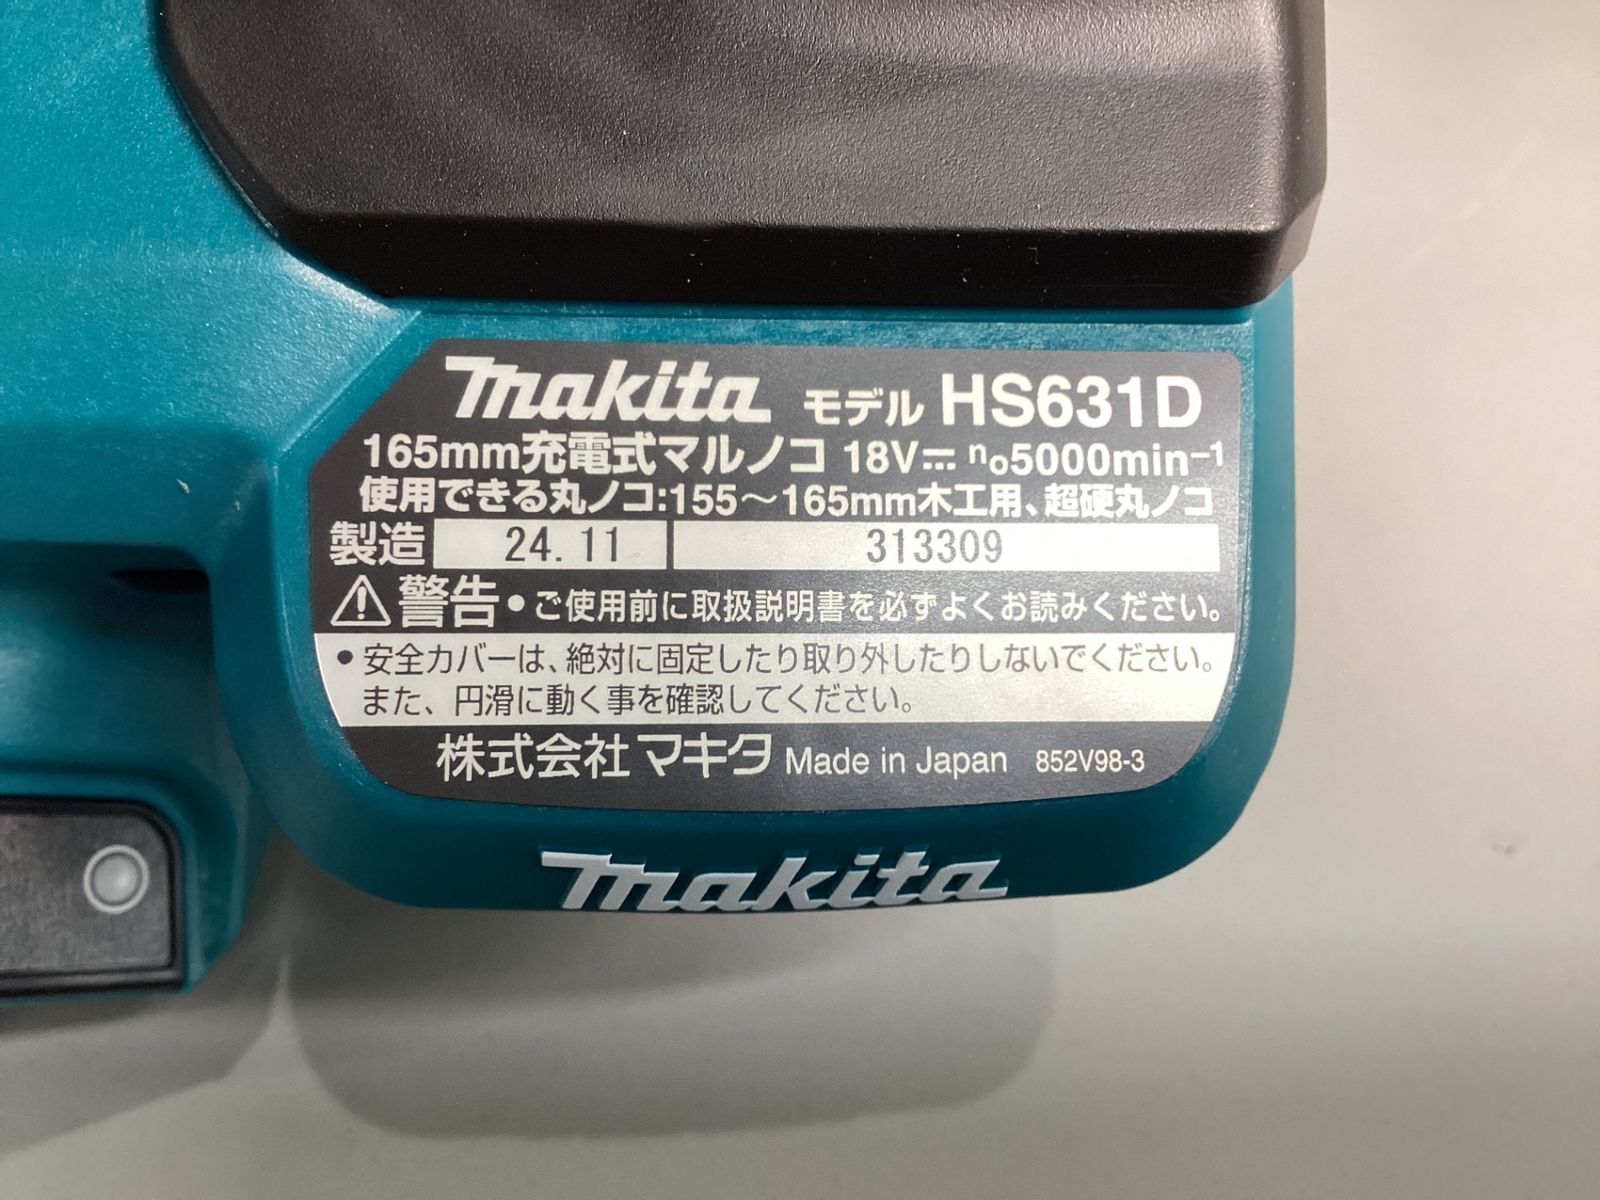 makita モデル HS631D
165mm充電式マルノコ 18V⎓ n₀5000min⁻¹
使用できる丸ノコ:155～165mm木工用、超硬丸ノコ
製造 24.11 313309
⚠警告 ●ご使用前に取扱説明書を必ずよくお読みください。
●安全カバーは、絶対に固定したり取り外したりしないでください。
また、円滑に動く事を確認してください。
株式会社マキタ Made in Japan 852V98-3
makita